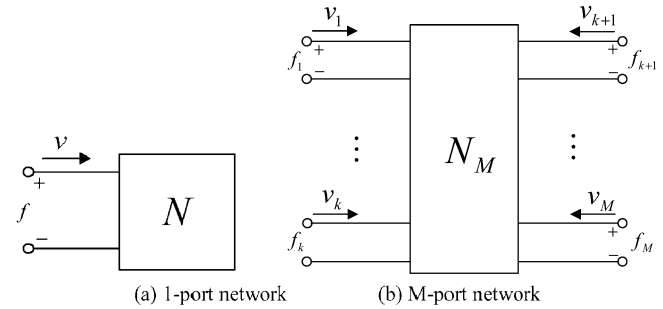 v
+
f
−
N
(a) 1-port network
v1
+
f1
−
⋮
vk
+
fk
−
NM
vk+1
+
fk+1
−
⋮
vM
+
fM
−
(b) M-port network